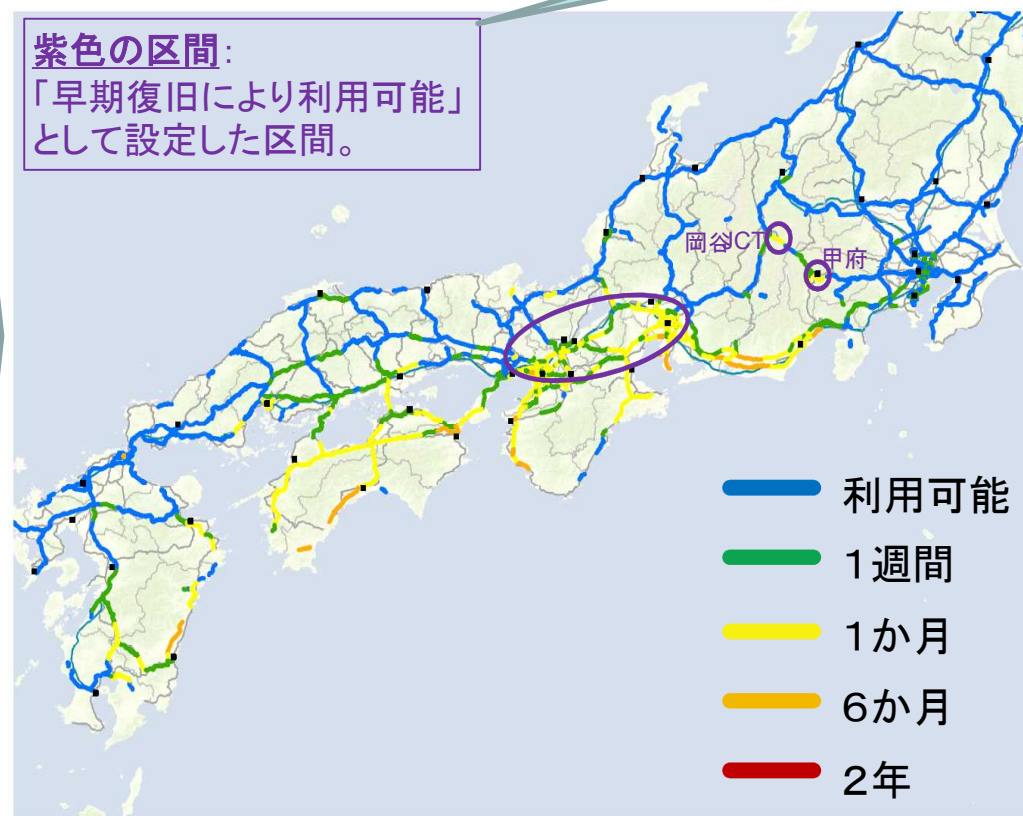 紫色の区間:
「早期復旧により利用可能」
として設定した区間。
岡谷JCT
甲府
利用可能
1週間
1か月
6か月
2年